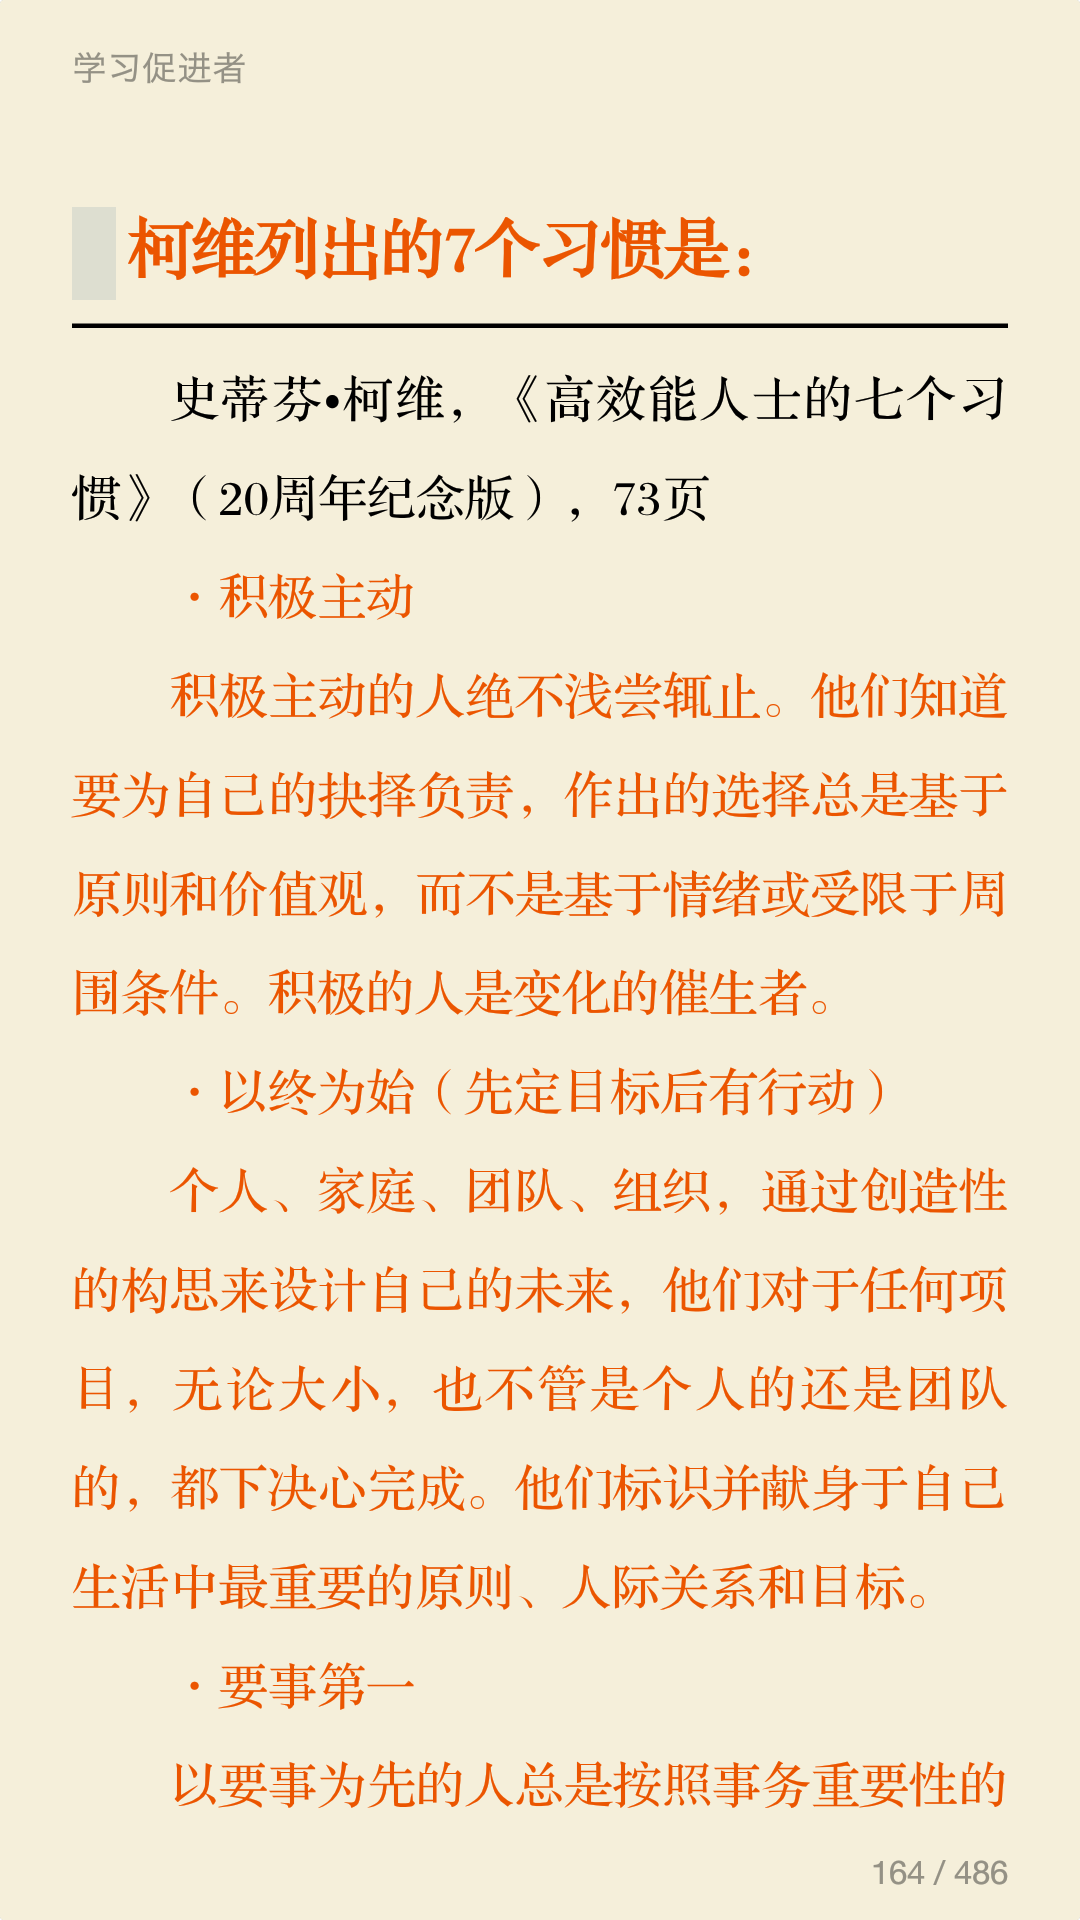 学习促进者
柯维列出的7个习惯是：
史蒂芬•柯维，《高效能人士的七个习
惯》（20周年纪念版），73页
·积极主动
积极主动的人绝不浅尝辄止。他们知道
要为自己的抉择负责，作出的选择总是基于
原则和价值观，而不是基于情绪或受限于周
围条件。积极的人是变化的催生者。
·以终为始（先定目标后有行动）
个人、家庭、团队、组织，通过创造性
的构思来设计自己的未来，他们对于任何项
目，无论大小，也不管是个人的还是团队
的，都下决心完成。他们标识并献身于自己
生活中最重要的原则、人际关系和目标。
·要事第一
以要事为先的人总是按照事务重要性的
164 / 486